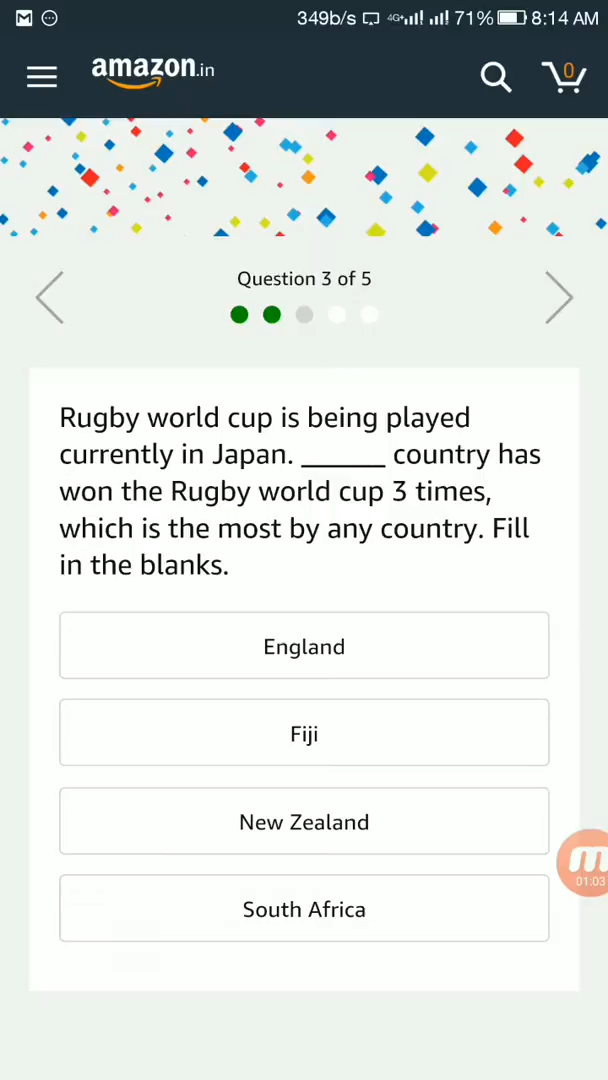 349b/s 4G+ 71% 8:14 AM
amazon.in
0
Question 3 of 5
Rugby world cup is being played
currently in Japan. ______ country has
won the Rugby world cup 3 times,
which is the most by any country. Fill
in the blanks.
England
Fiji
New Zealand
01:03
South Africa